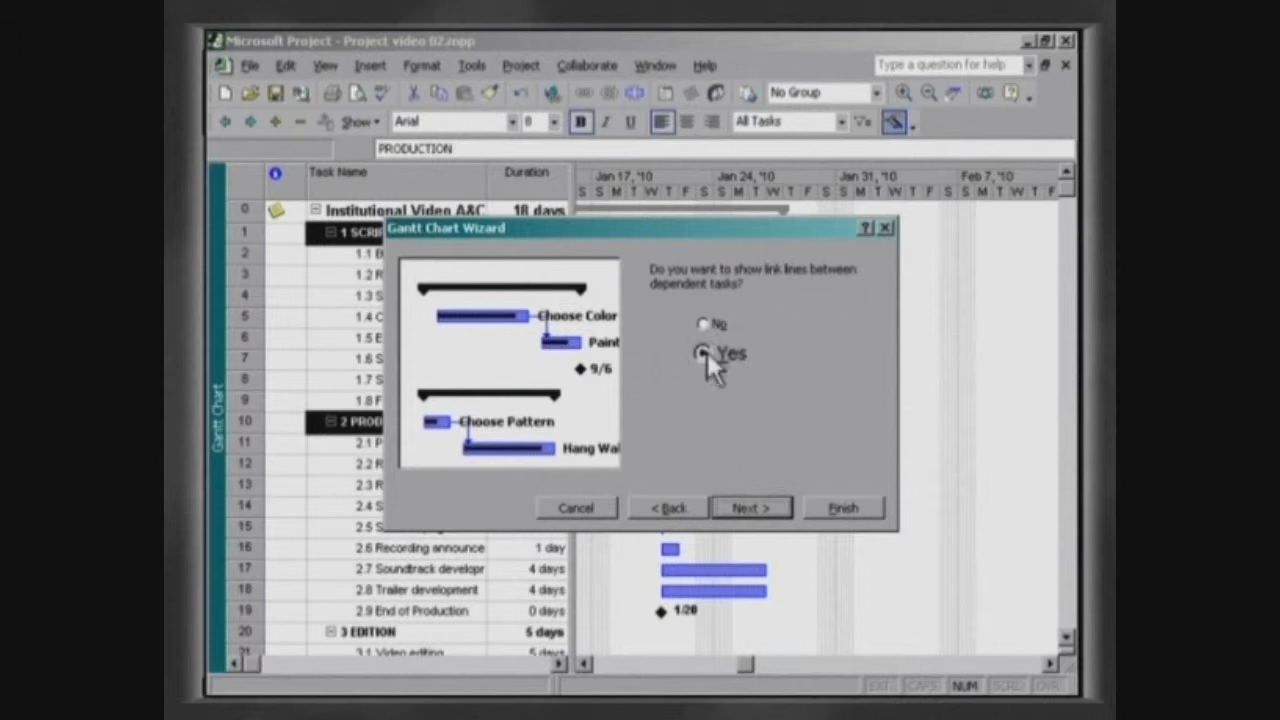 Microsoft Project - Project video 02.mpp
File Edit View Insert Format Tools Project Collaborate Window Help Type a question for help
No Group
Show Arial 8 B I U All Tasks
PRODUCTION
Task Name Duration Jan 17, '10 Jan 24, '10 Jan 31, '10 Feb 7, '10
S S M T W T F S S M T W T F S S M T W T F S S M T W T F
0 Institutional Video A&C 18 days
Gantt Chart Wizard
1 1 SCRI
2 1.1 B
3 1.2 R
4 1.3 S
5 1.4 C
6 1.5 E
7 1.6 S
8 1.7 S
9 1.8 F
10 2 PROD
11 2.1 P
12 2.2 R
13 2.3 R
14 2.4 S
15 2.5 S
Do you want to show link lines between
dependent tasks?
No
Yes
Choose Color
Paint
9/6
Choose Pattern
Hang Wal
Cancel < Back Next > Finish
16 2.6 Recording announce 1 day
17 2.7 Soundtrack developr 4 days
18 2.8 Trailer development 4 days
19 2.9 End of Production 0 days 1/20
20 3 EDITION 5 days
21 3.1 Video editing 5 days
Gantt Chart
EXT CAPS NUM SCRL OVR